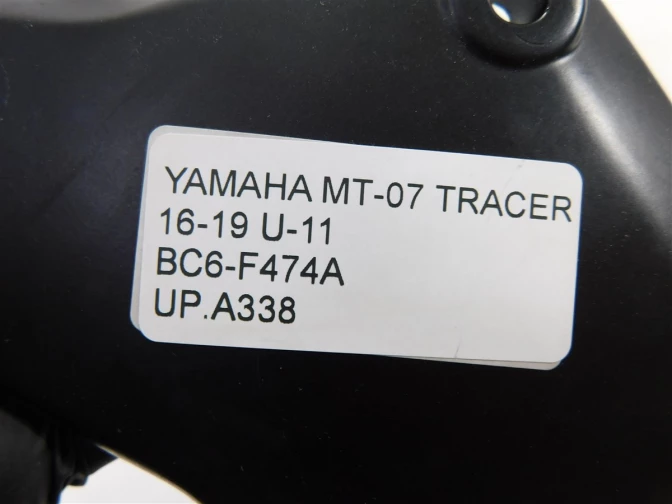 YAMAHA MT-07 TRACER
16-19 U-11
BC6-F474A
UP.A338